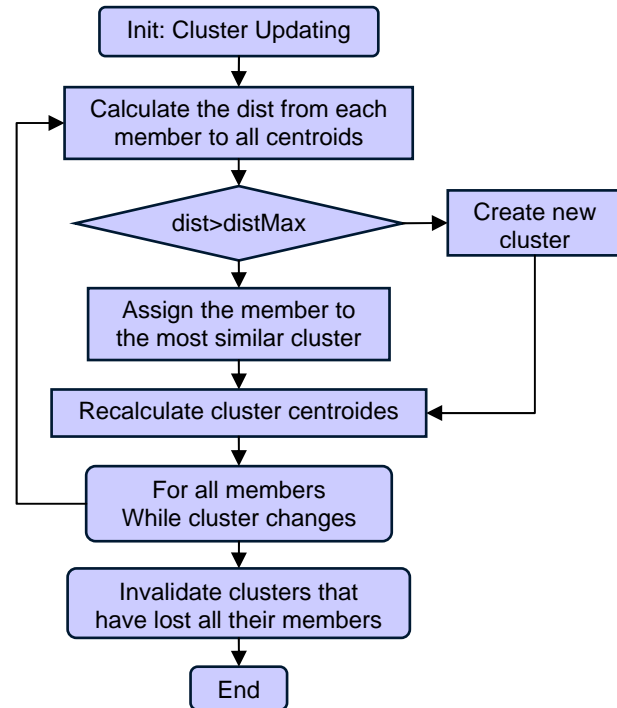 Init: Cluster Updating
Calculate the dist from each
member to all centroids
dist>distMax
Create new
cluster
Assign the member to
the most similar cluster
Recalculate cluster centroides
For all members
While cluster changes
Invalidate clusters that
have lost all their members
End